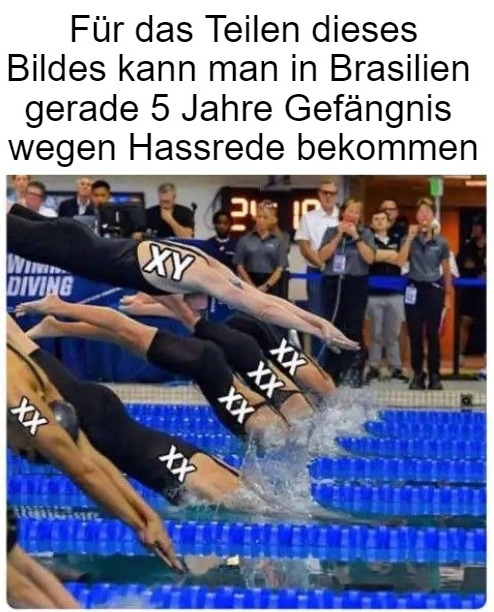 Für das Teilen dieses
Bildes kann man in Brasilien
gerade 5 Jahre Gefängnis
wegen Hassrede bekommen
XY
DIVING
XX
XX
XX
XX
XX